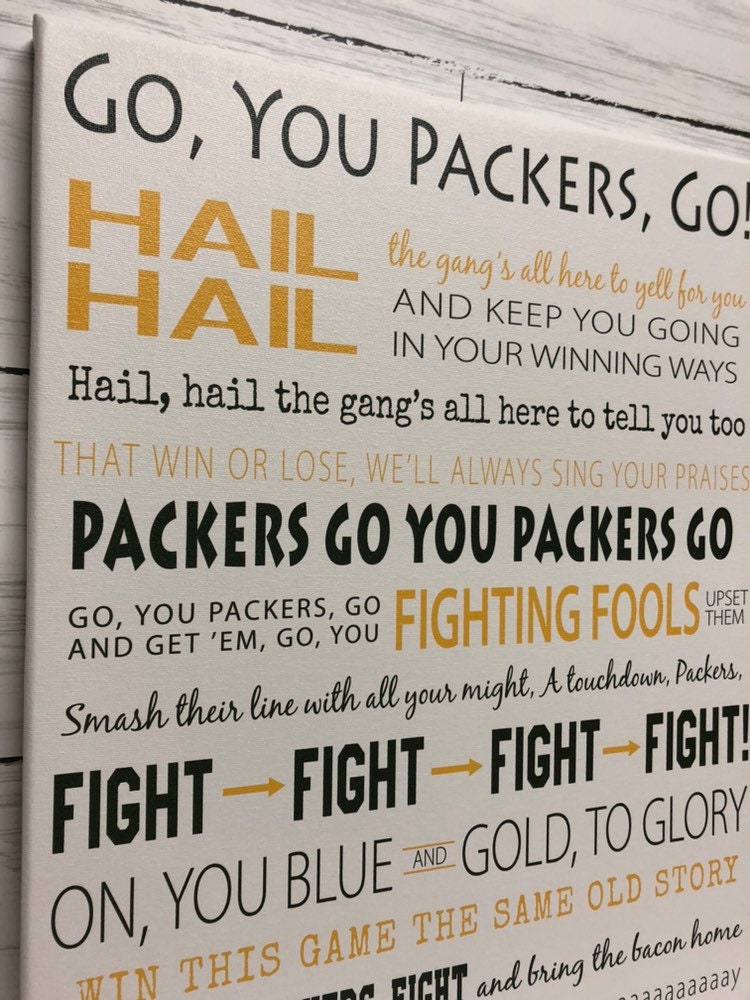 GO, YOU PACKERS, GO!
HAIL
HAIL
the gang's all here to yell for you
AND KEEP YOU GOING
IN YOUR WINNING WAYS
Hail, hail the gang's all here to tell you too
THAT WIN OR LOSE, WE'LL ALWAYS SING YOUR PRAISES
PACKERS GO YOU PACKERS GO
GO, YOU PACKERS, GO
AND GET 'EM, GO, YOU
FIGHTING FOOLS
UPSET
THEM
Smash their line with all your might, A touchdown, Packers,
FIGHT → FIGHT → FIGHT → FIGHT!
ON, YOU BLUE AND GOLD, TO GLORY
WIN THIS GAME THE SAME OLD STORY
FIGHT and bring the bacon home